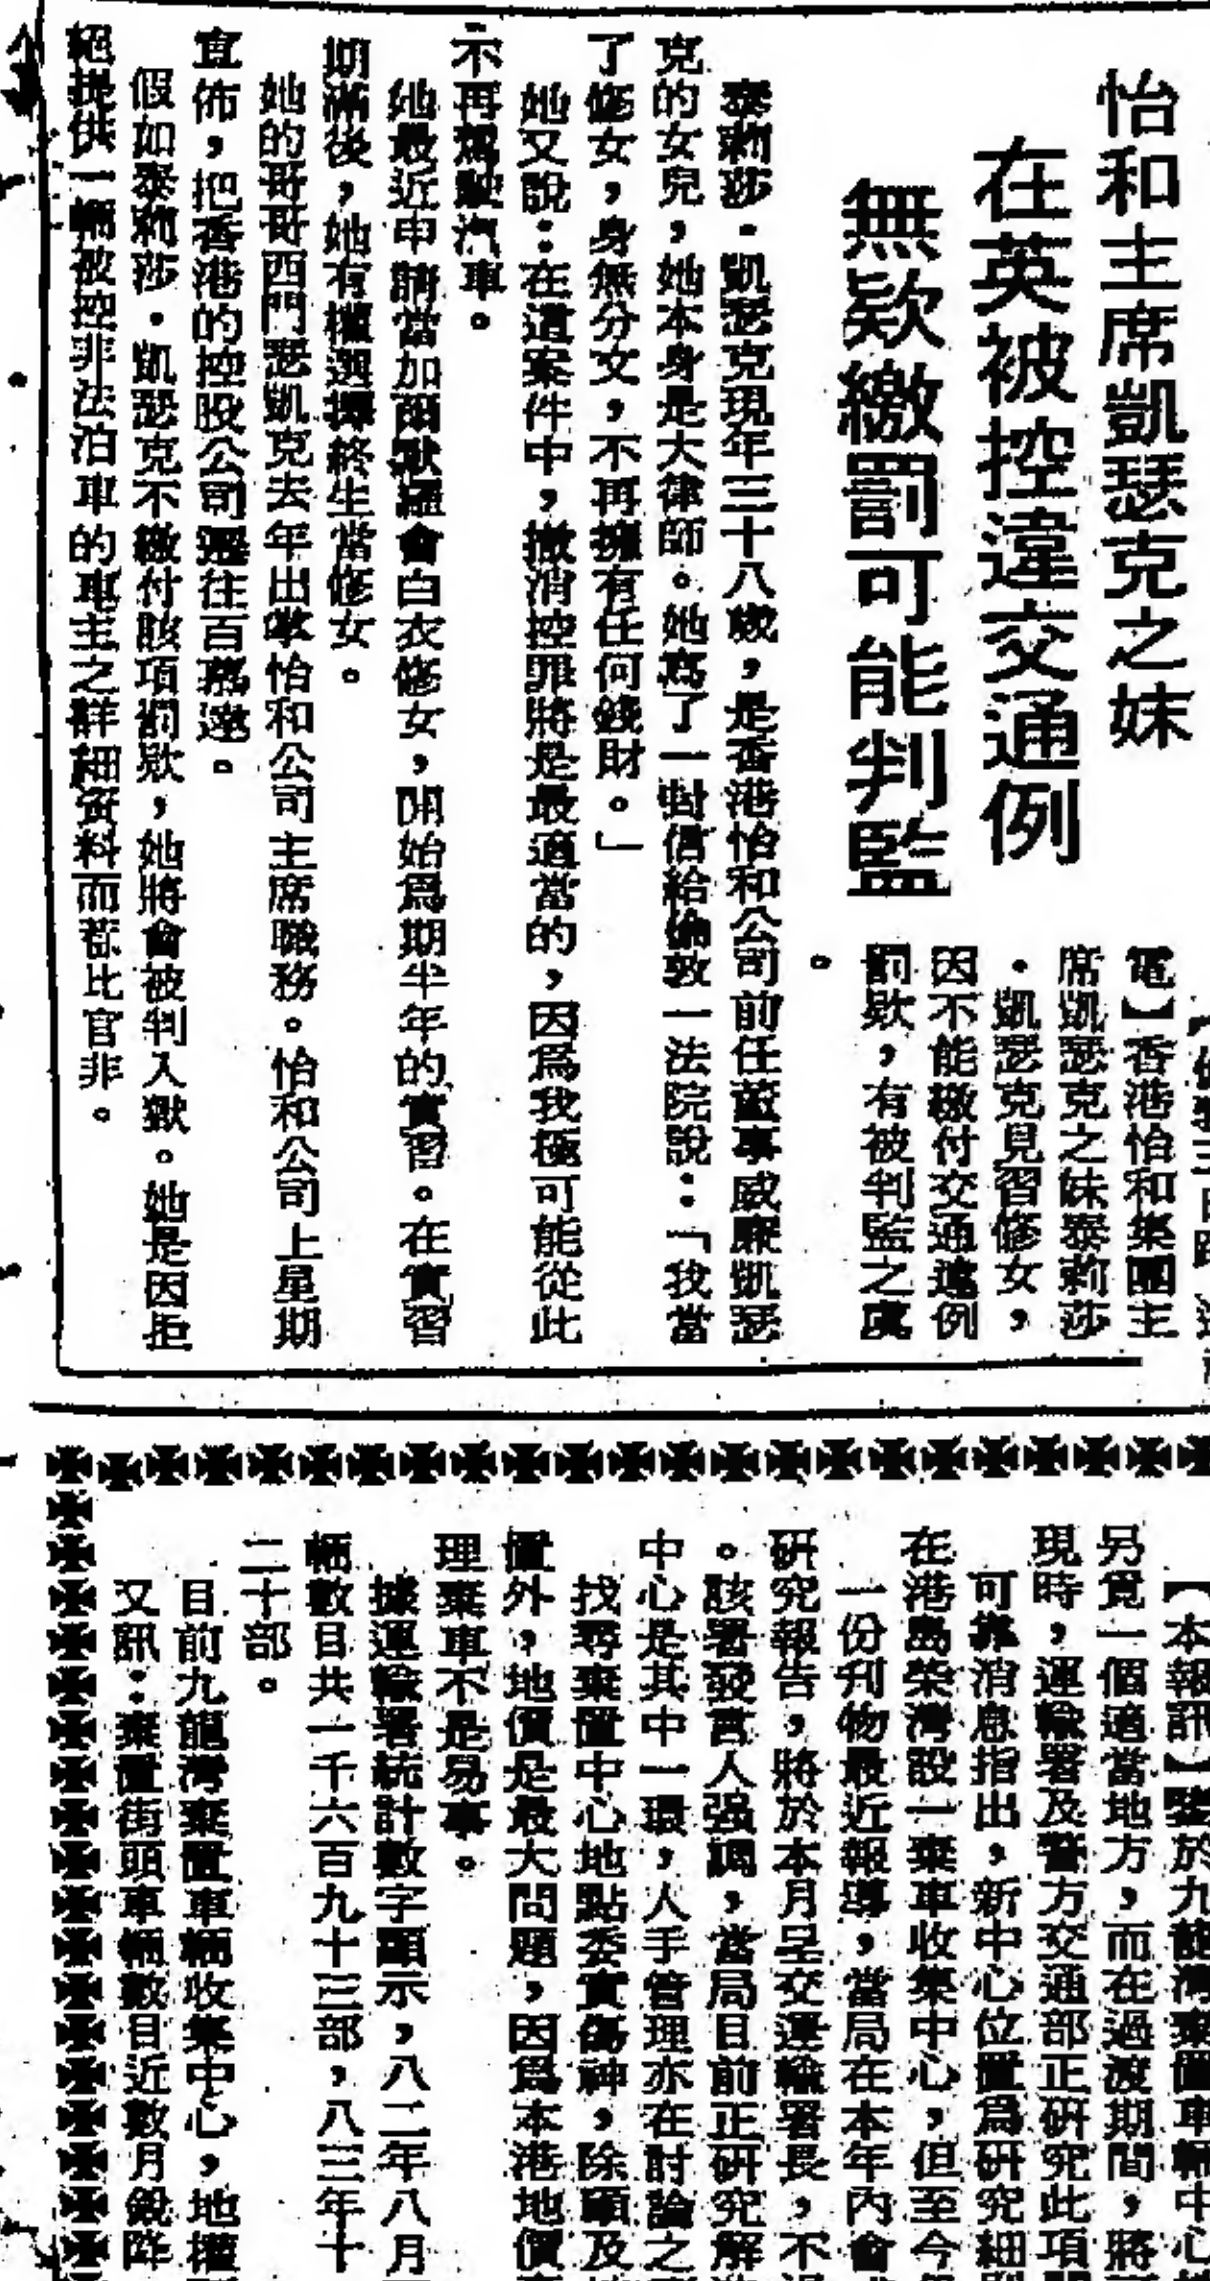 怡和主席凱瑟克之妹
在英被控違交通例
無欵繳罰可能判監
電】香港怡和集團主
席凱瑟克之妹泰莉莎
・凱瑟克見習修女，
因不能繳付交通違例
罰欵，有被判監之虞
。
泰莉莎・凱瑟克現年三十八歲，是香港怡和公司前任董事威廉凱瑟
克的女兒，她本身是大律師。她寫了一封信給倫敦一法院說：「我當
了修女，身無分文，不再擁有任何錢財。」
她又說：在這案件中，撤消控罪將是最適當的，因爲我極可能從此
不再駕駛汽車。
她最近申請當加爾默羅會白衣修女，開始爲期半年的實習。在實習
期滿後，她有權選擇終生當修女。
她的哥哥西門瑟凱克去年出掌怡和公司主席職務。怡和公司上星期
宣佈，把香港的控股公司遷往百慕達。
假如泰莉莎・凱瑟克不繳付該項罰欵，她將會被判入獄。她是因拒
絕提供一輛被控非法泊車的車主之詳細資料而惹上官非。
【本報訊】鑒於九龍灣棄置車輛中心
另覓一個適當地方，而在過渡期間，將
現時，運輸署及警方交通部正研究此項
可靠消息指出，新中心位置爲研究細
在港島柴灣設一棄車收集中心，但至今
一份刊物最近報導，當局在本年內會
研究報告，將於本月呈交運輸署長，不
。該署發言人强調，當局目前正研究解
中心是其中一環，人手管理亦在討論之
找尋棄置中心地點委實傷神，除顧及
置外，地價是最大問題，因爲本港地價
理棄車不是易事。
據運輸署統計數字顯示，八二年八月
輛數目共一千六百九十三部，八三年十
二十部。
目前九龍灣棄置車輛收集中心，地權
又訊：棄置街頭車輛數目近數月銳降